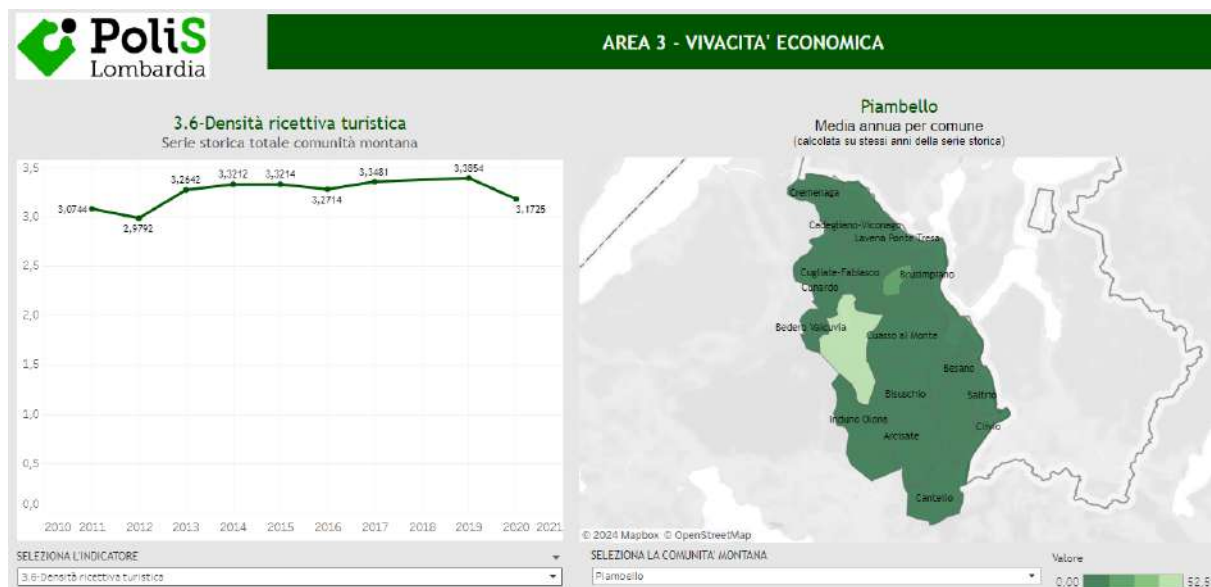 PoliS
Lombardia
AREA 3 - VIVACITA' ECONOMICA
3.6-Densità ricettiva turistica
Serie storica totale comunità montana
3,5
3,0
2,5
2,0
1,5
1,0
0,5
0,0
3,0744
2,9792
3,2642
3,3212
3,3214
3,2714
3,3481
3,3854
3,1725
2010 2011 2012 2013 2014 2015 2016 2017 2018 2019 2020 2021
SELEZIONA L'INDICATORE
3.6-Densità ricettiva turistica
Piambello
Media annua per comune
(calcolata su stessi anni della serie storica)
Cremenaga
Cadegliano-Viconago
Lavena Ponte Tresa
Cugliate-Fabiasco
Brusimpiano
Cunardo
Bedero Valcuvia
Cuasso al Monte
Besano
Bisuschio
Saltrio
Induno Olona
Clivio
Arcisate
Cantello
© 2024 Mapbox © OpenStreetMap
SELEZIONA LA COMUNITA' MONTANA
Piambello
Valore
0,00